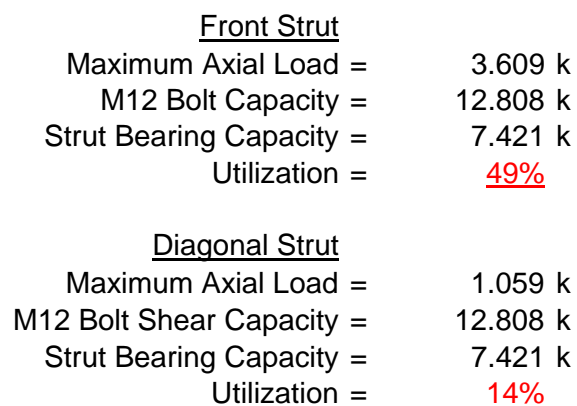 Front Strut
Maximum Axial Load = 3.609 k
M12 Bolt Capacity = 12.808 k
Strut Bearing Capacity = 7.421 k
Utilization = 49%
Diagonal Strut
Maximum Axial Load = 1.059 k
M12 Bolt Shear Capacity = 12.808 k
Strut Bearing Capacity = 7.421 k
Utilization = 14%